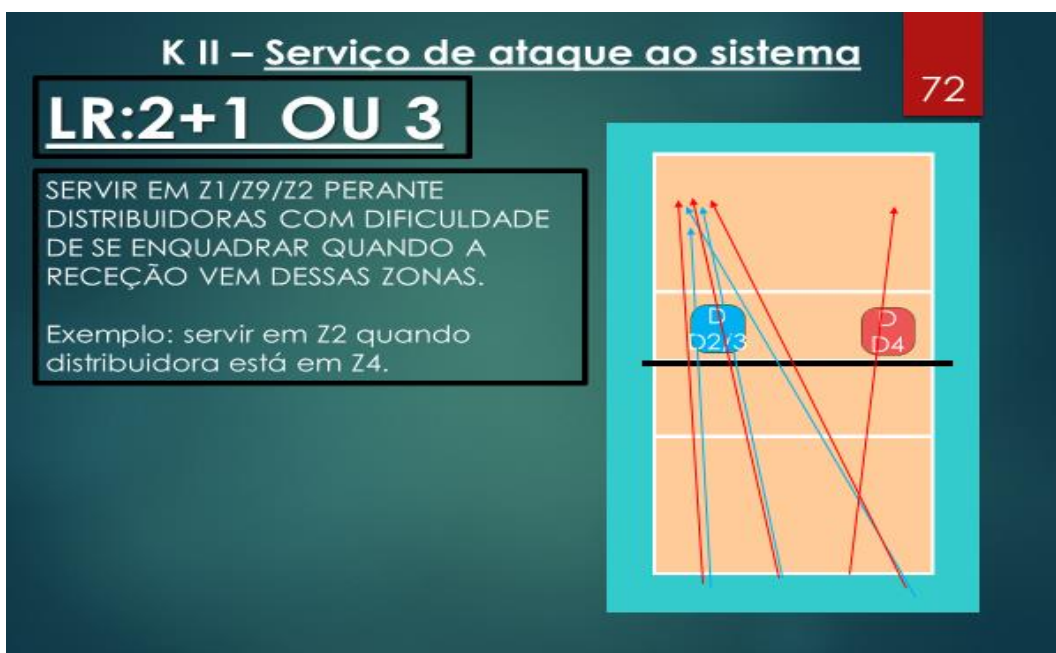 K II – Serviço de ataque ao sistema
72
LR:2+1 OU 3
SERVIR EM Z1/Z9/Z2 PERANTE
DISTRIBUIDORAS COM DIFICULDADE
DE SE ENQUADRAR QUANDO A
RECEÇÃO VEM DESSAS ZONAS.
Exemplo: servir em Z2 quando
distribuidora está em Z4.
D
D2/3
D
D4